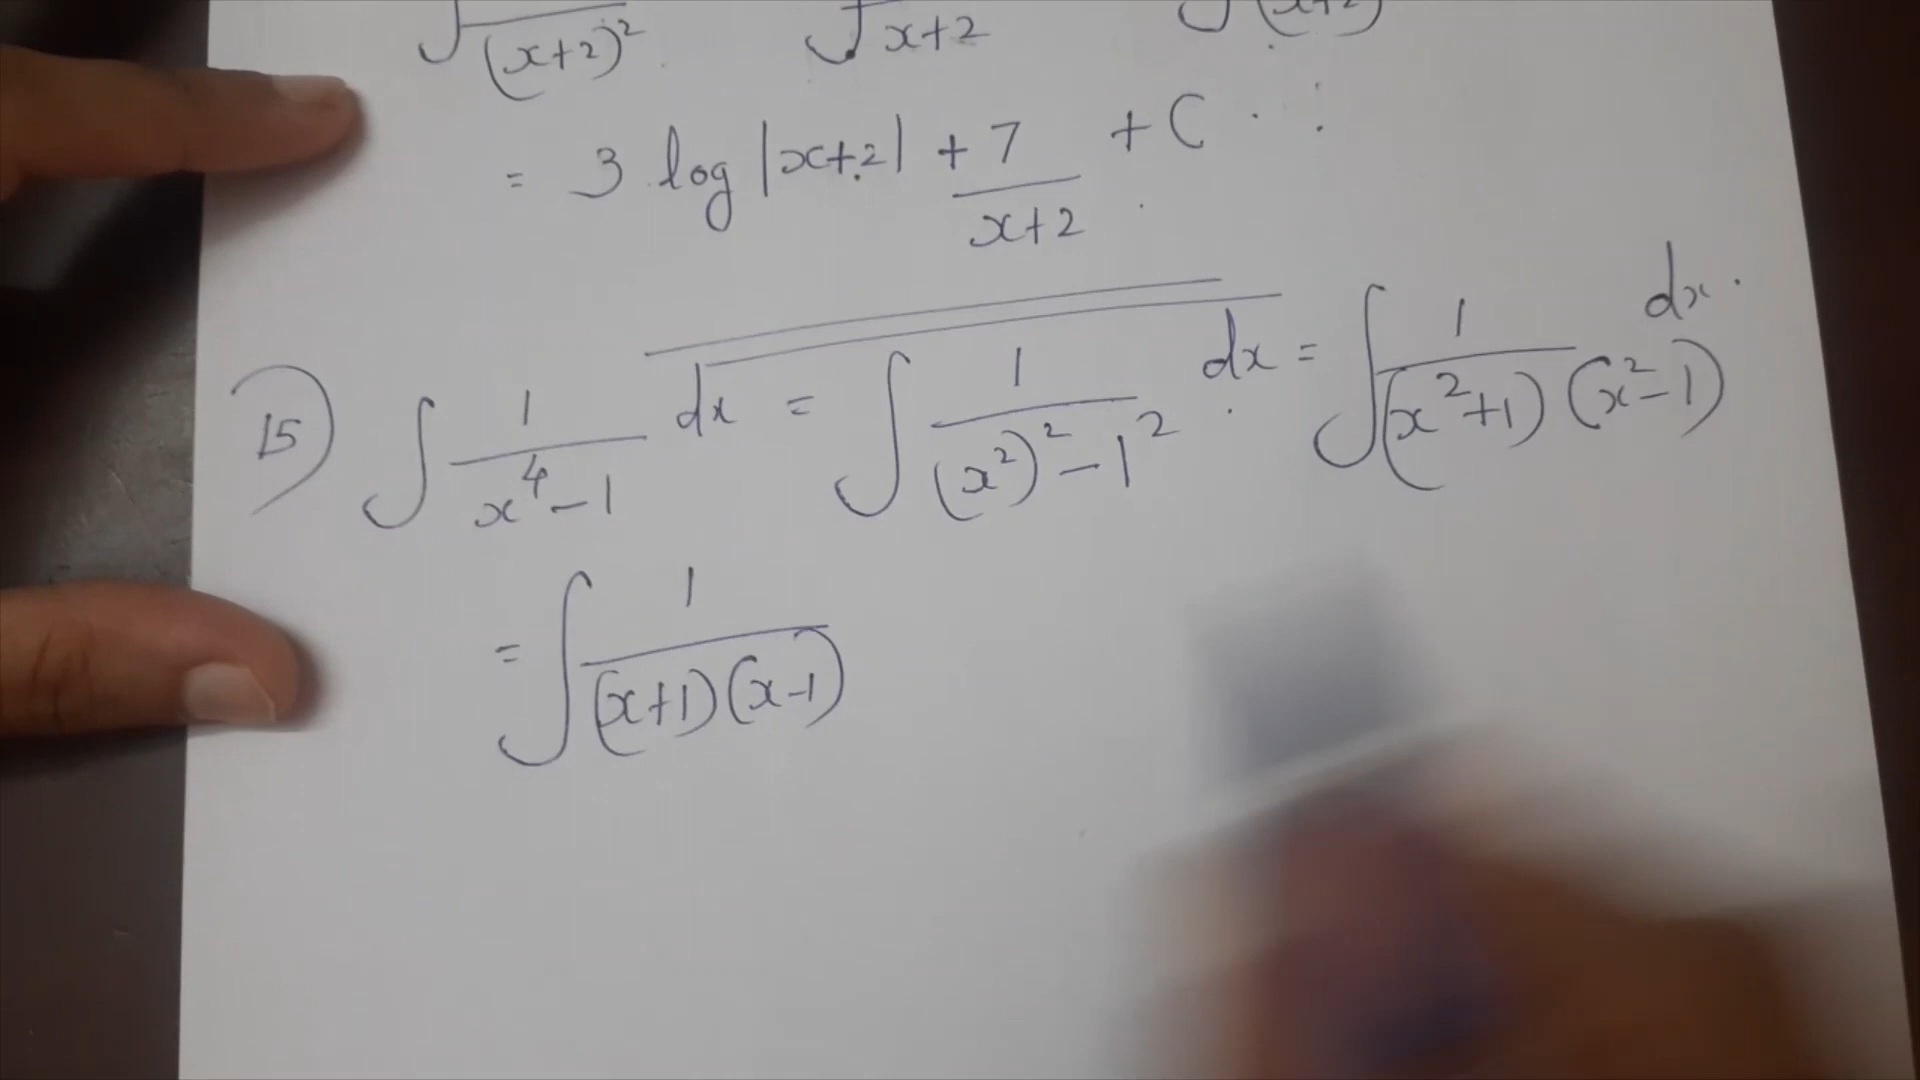 ∫ /(x+2)² ∫ /x+2 ∫ /(x+2)
= 3 log |x+2| + 7/x+2 + C
15) ∫ 1/x⁴-1 dx = ∫ 1/(x²)²-1² dx = ∫ 1/(x²+1)(x²-1) dx.
= ∫ 1/(x+1)(x-1)